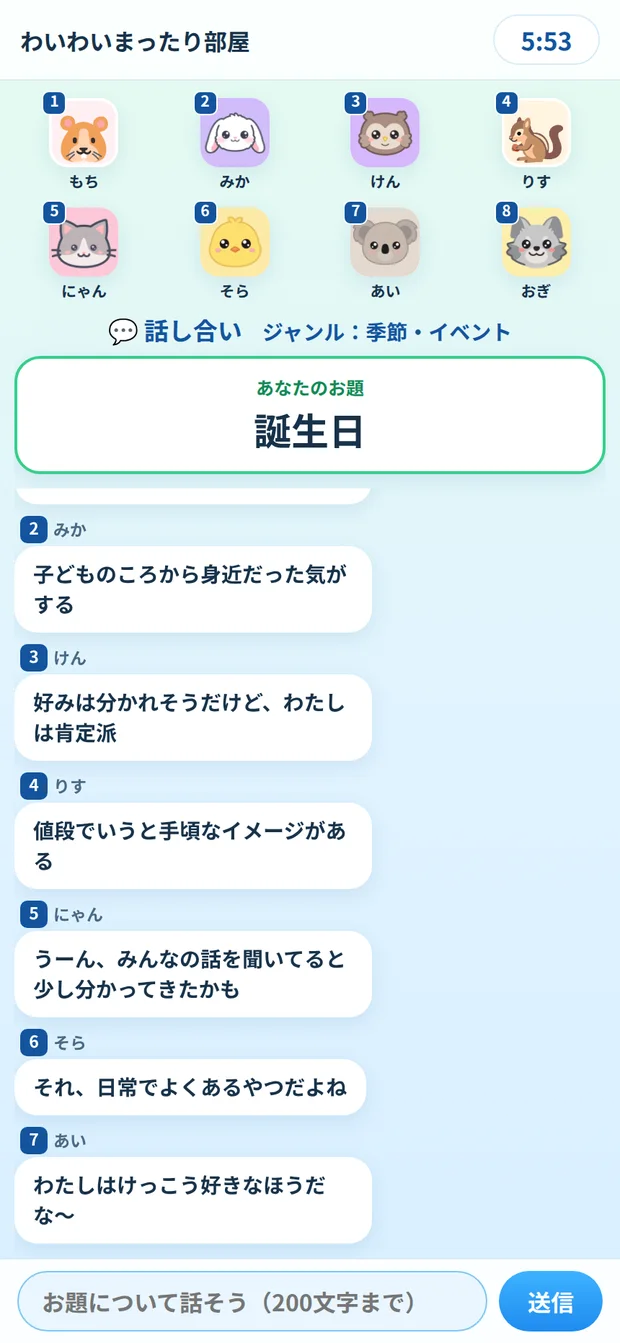 わいわいまったり部屋
5:53
1
もち
2
みか
3
けん
4
りす
5
にゃん
6
そら
7
あい
8
おぎ
💬 話し合い ジャンル：季節・イベント
あなたのお題
誕生日
2 みか
子どものころから身近だった気が
する
3 けん
好みは分かれそうだけど、わたし
は肯定派
4 りす
値段でいうと手頃なイメージがあ
る
5 にゃん
うーん、みんなの話を聞いてると
少し分かってきたかも
6 そら
それ、日常でよくあるやつだよね
7 あい
わたしはけっこう好きなほうだ
な〜
お題について話そう（200文字まで）
送信